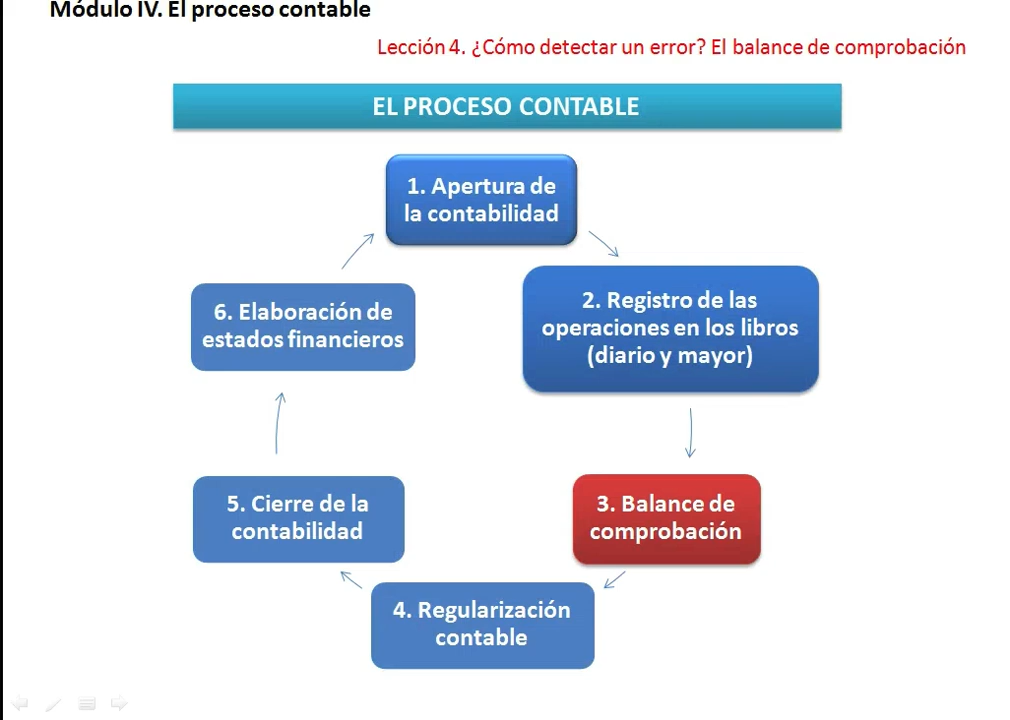 Módulo IV. El proceso contable
Lección 4. ¿Cómo detectar un error? El balance de comprobación
EL PROCESO CONTABLE
1. Apertura de
la contabilidad
2. Registro de las
operaciones en los libros
(diario y mayor)
3. Balance de
comprobación
4. Regularización
contable
5. Cierre de la
contabilidad
6. Elaboración de
estados financieros